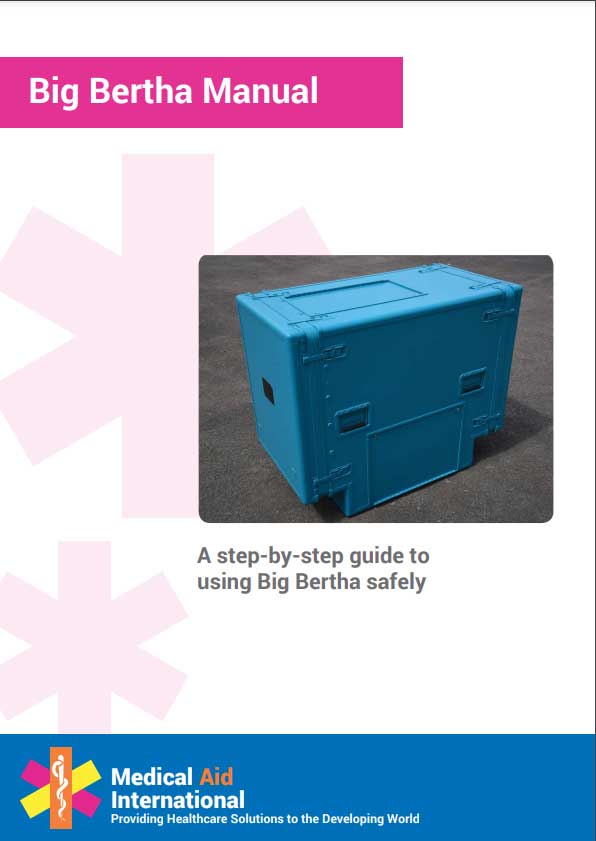 Big Bertha Manual
A step-by-step guide to
using Big Bertha safely
Medical Aid
International
Providing Healthcare Solutions to the Developing World